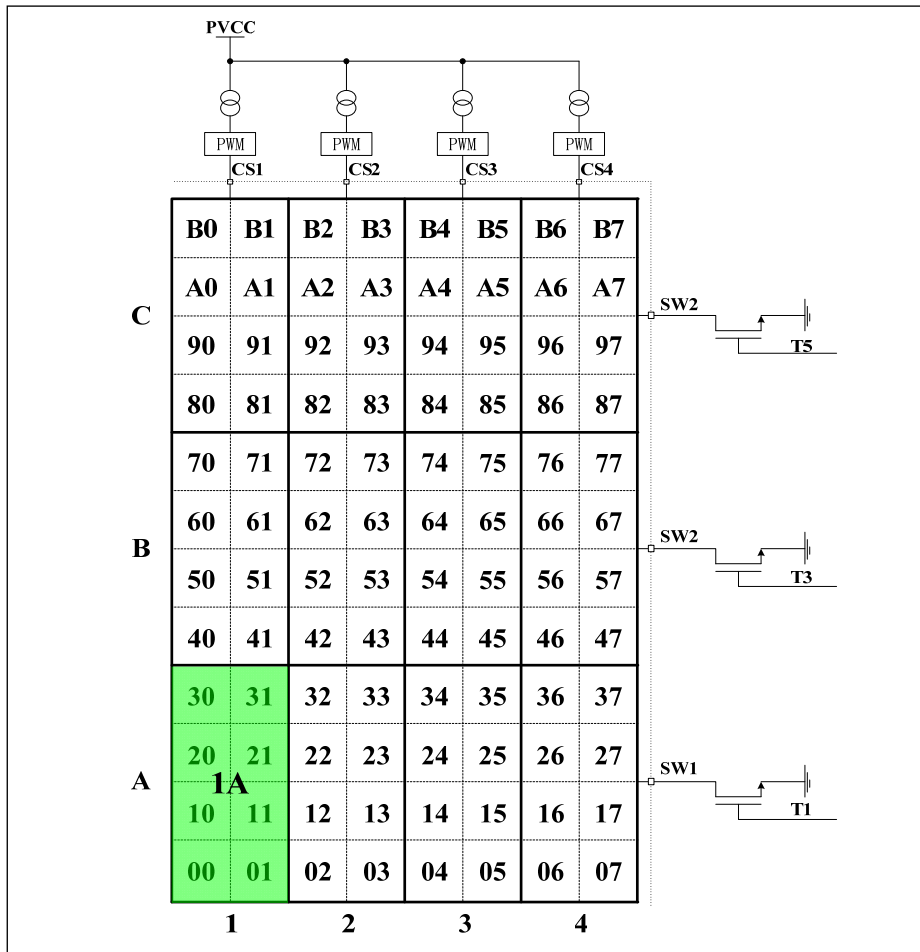 PVCC
PWM PWM PWM PWM
CS1 CS2 CS3 CS4
B0 B1 B2 B3 B4 B5 B6 B7
A0 A1 A2 A3 A4 A5 A6 A7
C SW2
T5
90 91 92 93 94 95 96 97
80 81 82 83 84 85 86 87
70 71 72 73 74 75 76 77
60 61 62 63 64 65 66 67
B SW2
T3
50 51 52 53 54 55 56 57
40 41 42 43 44 45 46 47
30 31 32 33 34 35 36 37
20 21 22 23 24 25 26 27
A 1A SW1
T1
10 11 12 13 14 15 16 17
00 01 02 03 04 05 06 07
1 2 3 4